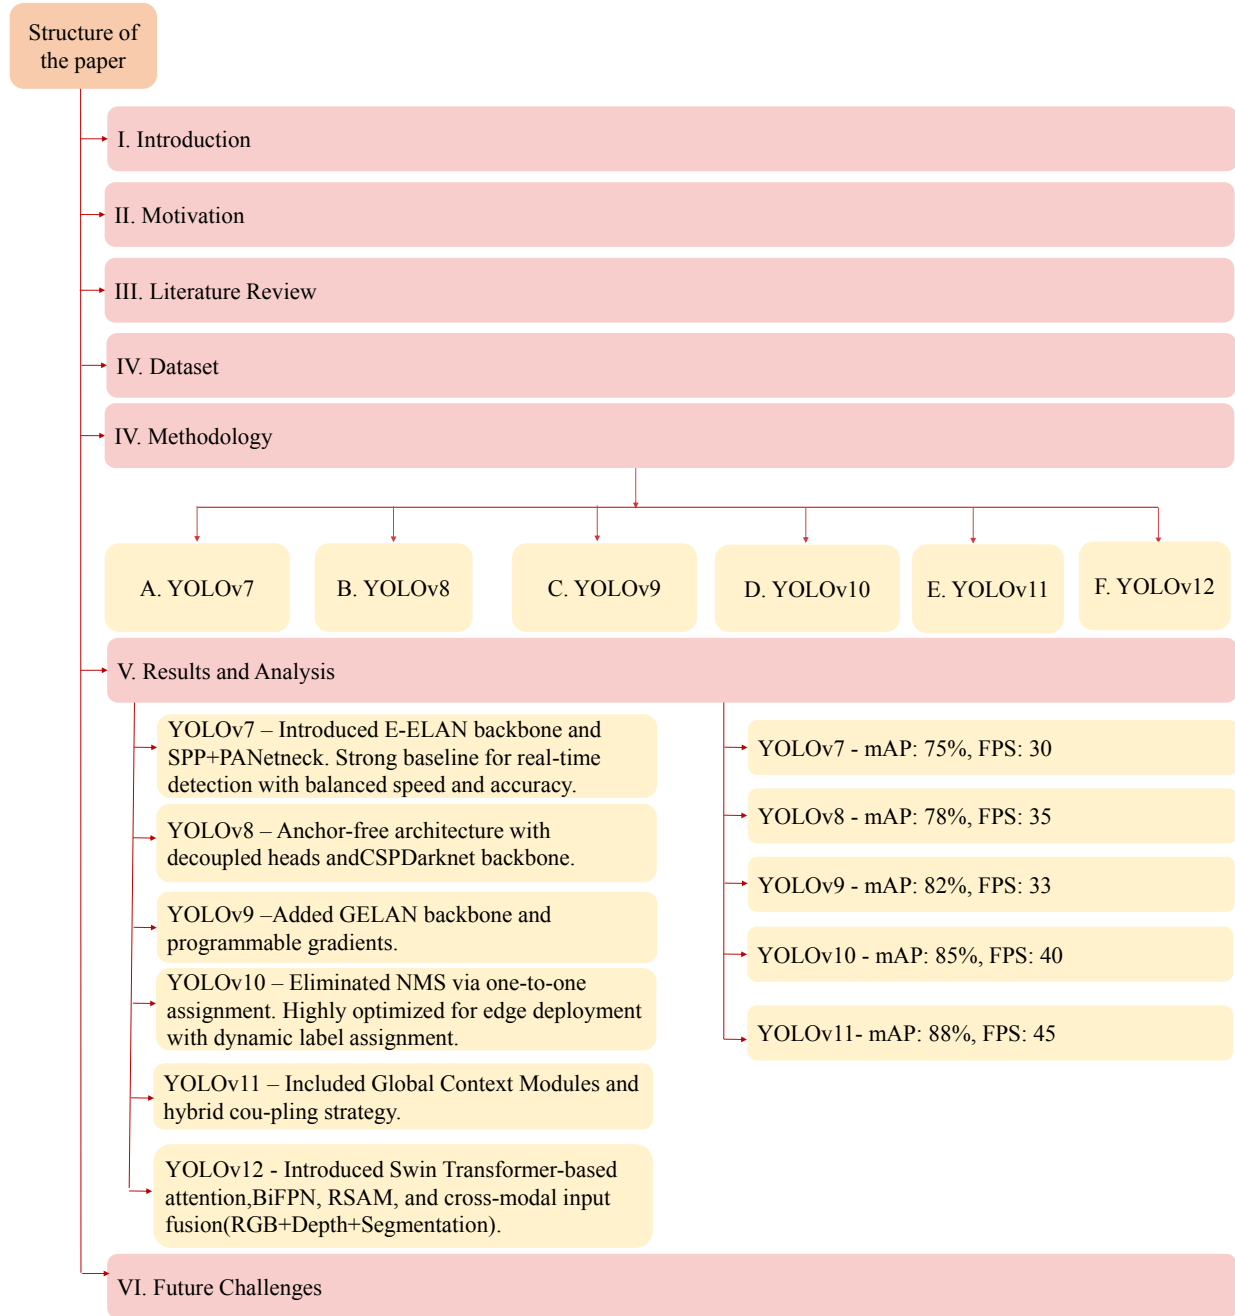 Structure of
the paper
I. Introduction
II. Motivation
III. Literature Review
IV. Dataset
IV. Methodology
A. YOLOv7
B. YOLOv8
C. YOLOv9
D. YOLOv10
E. YOLOv11
F. YOLOv12
V. Results and Analysis
YOLOv7 – Introduced E-ELAN backbone and
SPP+PANetneck. Strong baseline for real-time
detection with balanced speed and accuracy.
YOLOv8 – Anchor-free architecture with
decoupled heads andCSPDarknet backbone.
YOLOv9 –Added GELAN backbone and
programmable gradients.
YOLOv10 – Eliminated NMS via one-to-one
assignment. Highly optimized for edge deployment
with dynamic label assignment.
YOLOv11 – Included Global Context Modules and
hybrid cou-pling strategy.
YOLOv12 - Introduced Swin Transformer-based
attention,BiFPN, RSAM, and cross-modal input
fusion(RGB+Depth+Segmentation).
YOLOv7 - mAP: 75%, FPS: 30
YOLOv8 - mAP: 78%, FPS: 35
YOLOv9 - mAP: 82%, FPS: 33
YOLOv10 - mAP: 85%, FPS: 40
YOLOv11- mAP: 88%, FPS: 45
VI. Future Challenges